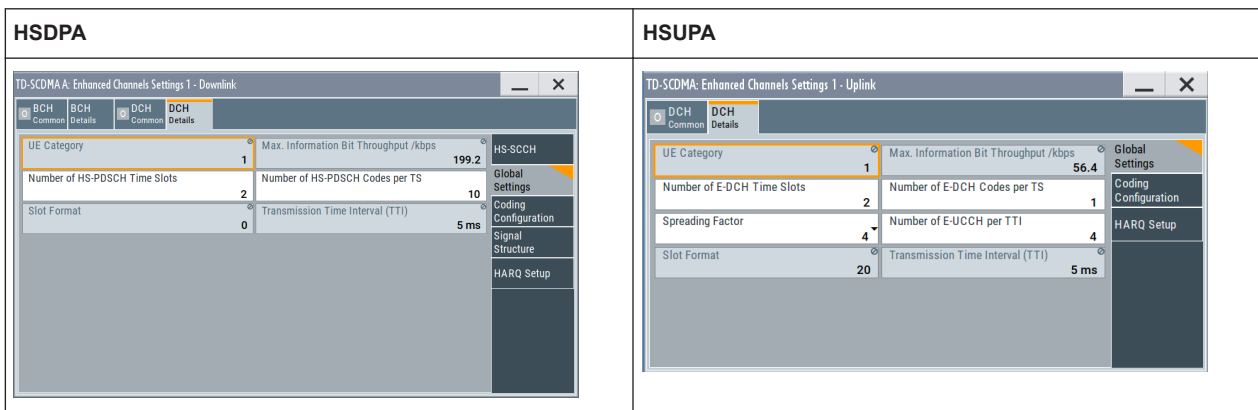 HSDPA
HSUPA
TD-SCDMA A: Enhanced Channels Settings 1 - Downlink
BCH Common
BCH Details
O DCH Common
DCH Details
UE Category
1
Max. Information Bit Throughput /kbps
199.2
Number of HS-PDSCH Time Slots
2
Number of HS-PDSCH Codes per TS
10
Slot Format
0
Transmission Time Interval (TTI)
5 ms
HS-SCCH
Global
Settings
Coding
Configuration
Signal
Structure
HARQ Setup
TD-SCDMA: Enhanced Channels Settings 1 - Uplink
O DCH Common
DCH Details
UE Category
1
Max. Information Bit Throughput /kbps
56.4
Number of E-DCH Time Slots
2
Number of E-DCH Codes per TS
1
Spreading Factor
4
Number of E-UCCH per TTI
4
Slot Format
20
Transmission Time Interval (TTI)
5 ms
Global
Settings
Coding
Configuration
HARQ Setup